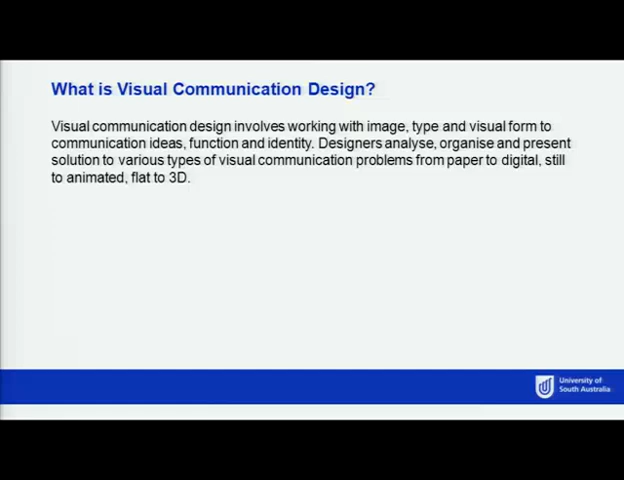 What is Visual Communication Design?
Visual communication design involves working with image, type and visual form to
communication ideas, function and identity. Designers analyse, organise and present
solution to various types of visual communication problems from paper to digital, still
to animated, flat to 3D.
University of
South Australia